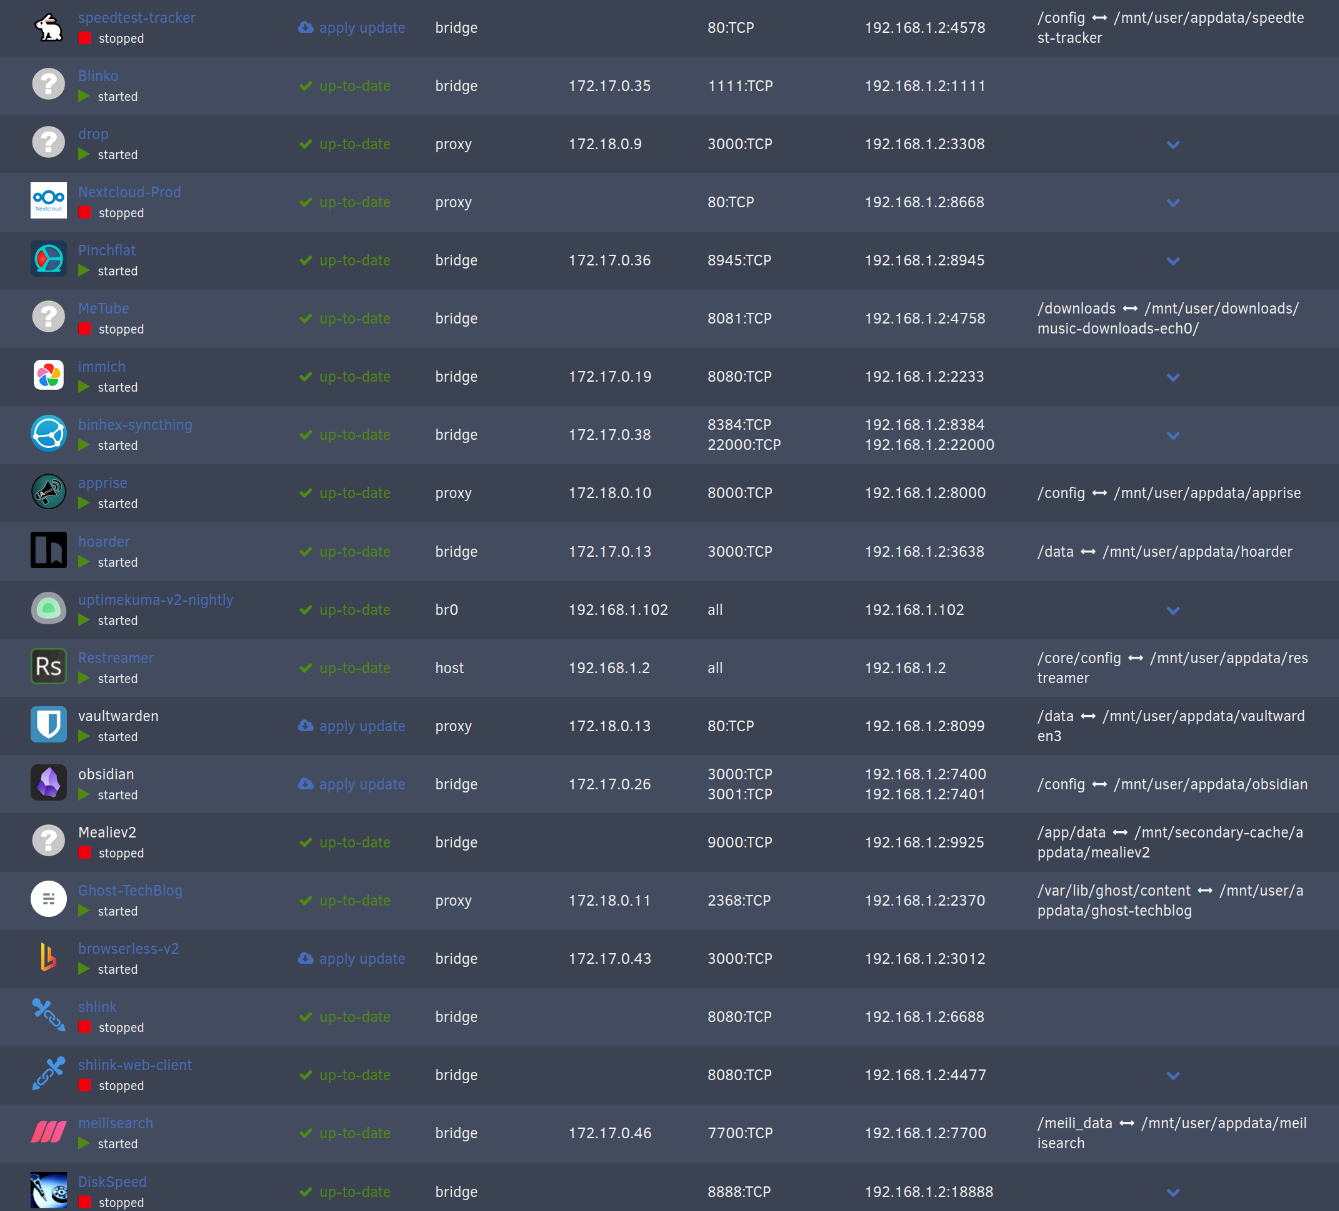 speedtest-tracker
stopped
apply update
bridge
80:TCP
192.168.1.2:4578
/config ↔ /mnt/user/appdata/speedte
st-tracker
Blinko
started
up-to-date
bridge
172.17.0.35
1111:TCP
192.168.1.2:1111
drop
started
up-to-date
proxy
172.18.0.9
3000:TCP
192.168.1.2:3308
Nextcloud
Nextcloud-Prod
stopped
up-to-date
proxy
80:TCP
192.168.1.2:8668
Pinchflat
started
up-to-date
bridge
172.17.0.36
8945:TCP
192.168.1.2:8945
MeTube
stopped
up-to-date
bridge
8081:TCP
192.168.1.2:4758
/downloads ↔ /mnt/user/downloads/
music-downloads-ech0/
immich
started
up-to-date
bridge
172.17.0.19
8080:TCP
192.168.1.2:2233
binhex-syncthing
started
up-to-date
bridge
172.17.0.38
8384:TCP
22000:TCP
192.168.1.2:8384
192.168.1.2:22000
apprise
started
up-to-date
proxy
172.18.0.10
8000:TCP
192.168.1.2:8000
/config ↔ /mnt/user/appdata/apprise
hoarder
started
up-to-date
bridge
172.17.0.13
3000:TCP
192.168.1.2:3638
/data ↔ /mnt/user/appdata/hoarder
uptimekuma-v2-nightly
started
up-to-date
br0
192.168.1.102
all
192.168.1.102
Rs
Restreamer
started
up-to-date
host
192.168.1.2
all
192.168.1.2
/core/config ↔ /mnt/user/appdata/res
treamer
vaultwarden
started
apply update
proxy
172.18.0.13
80:TCP
192.168.1.2:8099
/data ↔ /mnt/user/appdata/vaultward
en3
obsidian
started
apply update
bridge
172.17.0.26
3000:TCP
3001:TCP
192.168.1.2:7400
192.168.1.2:7401
/config ↔ /mnt/user/appdata/obsidian
Mealiev2
stopped
up-to-date
bridge
9000:TCP
192.168.1.2:9925
/app/data ↔ /mnt/secondary-cache/a
ppdata/mealiev2
Ghost-TechBlog
started
up-to-date
proxy
172.18.0.11
2368:TCP
192.168.1.2:2370
/var/lib/ghost/content ↔ /mnt/user/a
ppdata/ghost-techblog
browserless-v2
started
apply update
bridge
172.17.0.43
3000:TCP
192.168.1.2:3012
shlink
stopped
up-to-date
bridge
8080:TCP
192.168.1.2:6688
shlink-web-client
stopped
up-to-date
bridge
8080:TCP
192.168.1.2:4477
meilisearch
started
up-to-date
bridge
172.17.0.46
7700:TCP
192.168.1.2:7700
/meili_data ↔ /mnt/user/appdata/meil
isearch
DiskSpeed
stopped
up-to-date
bridge
8888:TCP
192.168.1.2:18888